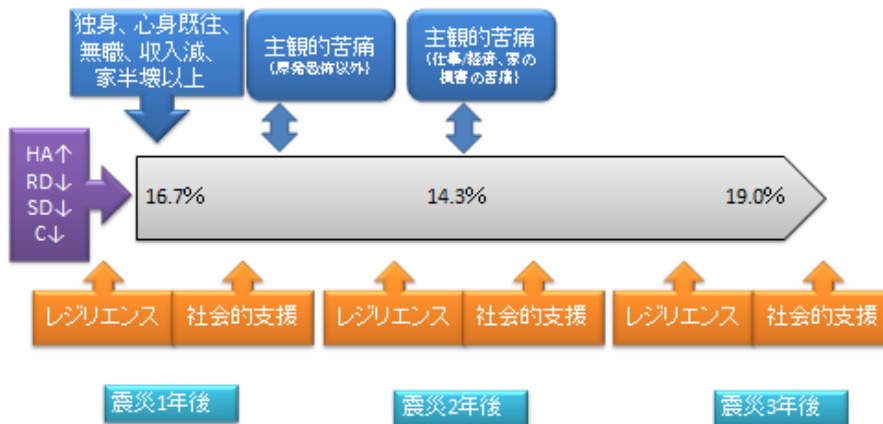 独身、心身既往、
無職、収入減、
家半壊以上
主観的苦痛
(原発恐怖以外)
主観的苦痛
(仕事/経済、家の
損害の苦痛)
HA↑
RD↓
SD↓
C↓
16.7%
14.3%
19.0%
レジリエンス
社会的支援
レジリエンス
社会的支援
レジリエンス
社会的支援
震災1年後
震災2年後
震災3年後